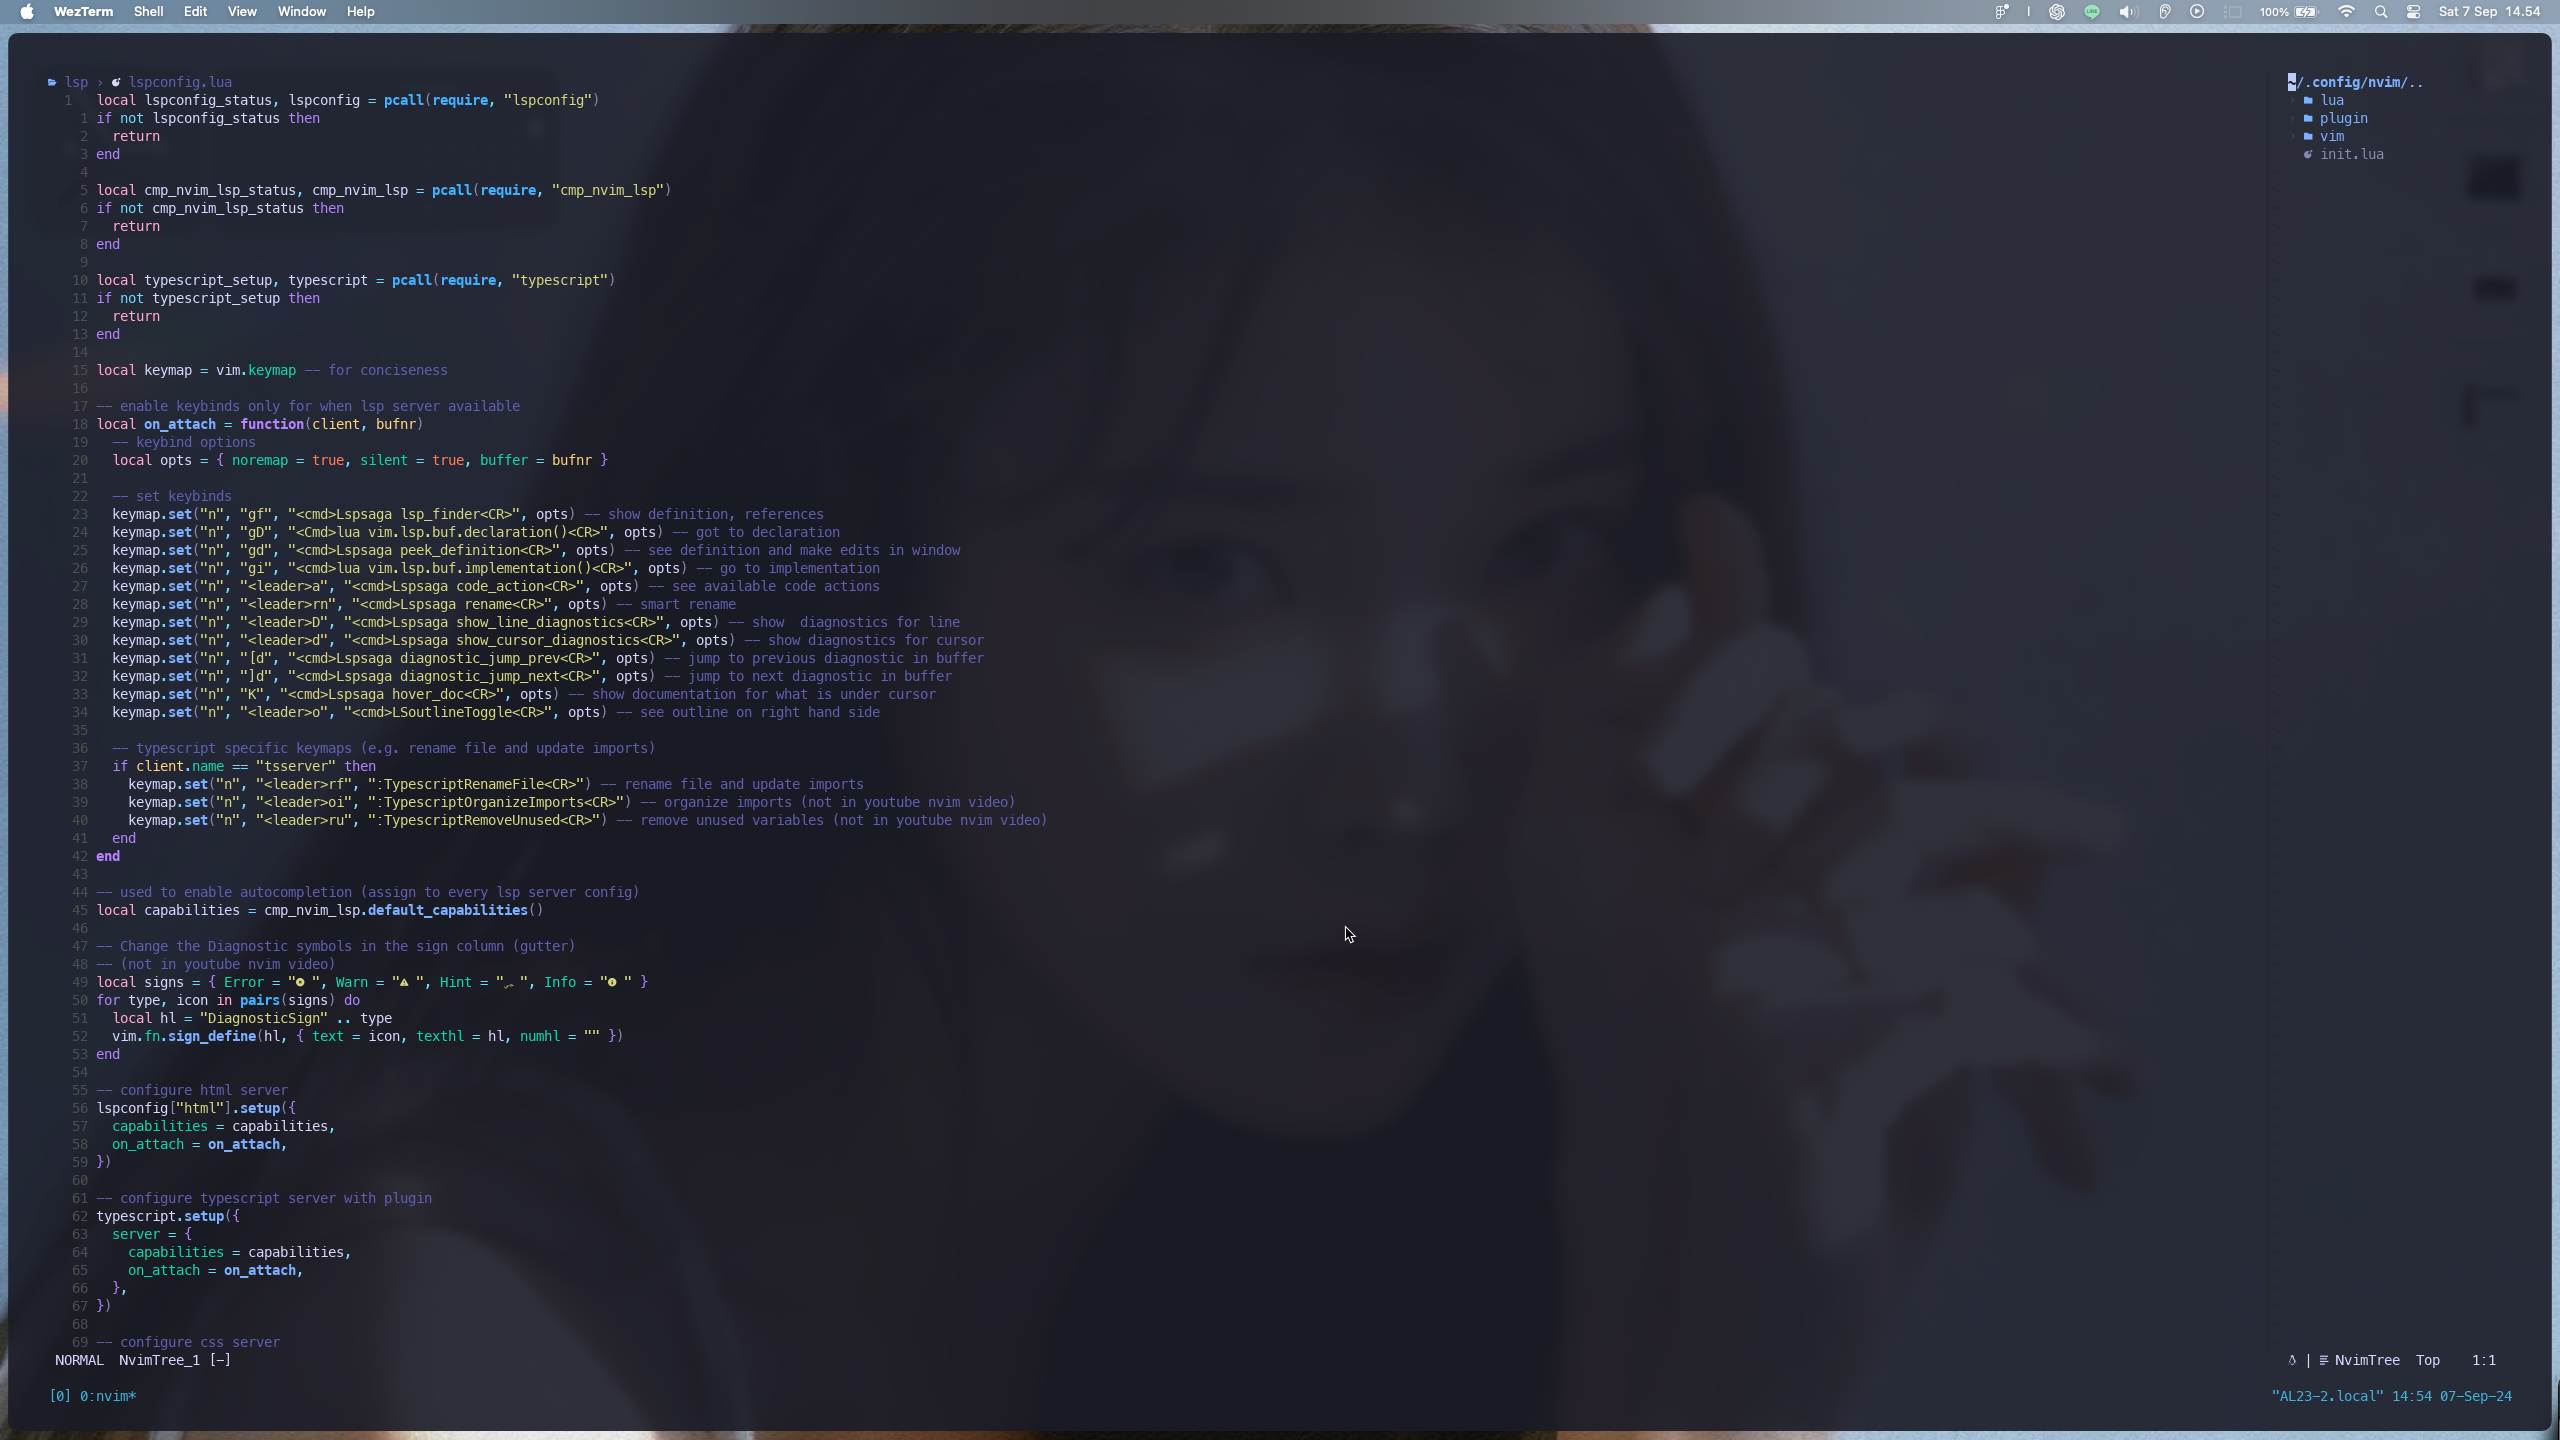 WezTerm Shell Edit View Window Help 100% Sat 7 Sep 14.54
lsp › lspconfig.lua
1 local lspconfig_status, lspconfig = pcall(require, "lspconfig")
1 if not lspconfig_status then
2 return
3 end
4
5 local cmp_nvim_lsp_status, cmp_nvim_lsp = pcall(require, "cmp_nvim_lsp")
6 if not cmp_nvim_lsp_status then
7 return
8 end
9
10 local typescript_setup, typescript = pcall(require, "typescript")
11 if not typescript_setup then
12 return
13 end
14
15 local keymap = vim.keymap -- for conciseness
16
17 -- enable keybinds only for when lsp server available
18 local on_attach = function(client, bufnr)
19 -- keybind options
20 local opts = { noremap = true, silent = true, buffer = bufnr }
21
22 -- set keybinds
23 keymap.set("n", "gf", "<cmd>Lspsaga lsp_finder<CR>", opts) -- show definition, references
24 keymap.set("n", "gD", "<Cmd>lua vim.lsp.buf.declaration()<CR>", opts) -- got to declaration
25 keymap.set("n", "gd", "<cmd>Lspsaga peek_definition<CR>", opts) -- see definition and make edits in window
26 keymap.set("n", "gi", "<cmd>lua vim.lsp.buf.implementation()<CR>", opts) -- go to implementation
27 keymap.set("n", "<leader>a", "<cmd>Lspsaga code_action<CR>", opts) -- see available code actions
28 keymap.set("n", "<leader>rn", "<cmd>Lspsaga rename<CR>", opts) -- smart rename
29 keymap.set("n", "<leader>D", "<cmd>Lspsaga show_line_diagnostics<CR>", opts) -- show  diagnostics for line
30 keymap.set("n", "<leader>d", "<cmd>Lspsaga show_cursor_diagnostics<CR>", opts) -- show diagnostics for cursor
31 keymap.set("n", "[d", "<cmd>Lspsaga diagnostic_jump_prev<CR>", opts) -- jump to previous diagnostic in buffer
32 keymap.set("n", "]d", "<cmd>Lspsaga diagnostic_jump_next<CR>", opts) -- jump to next diagnostic in buffer
33 keymap.set("n", "K", "<cmd>Lspsaga hover_doc<CR>", opts) -- show documentation for what is under cursor
34 keymap.set("n", "<leader>o", "<cmd>LSoutlineToggle<CR>", opts) -- see outline on right hand side
35
36 -- typescript specific keymaps (e.g. rename file and update imports)
37 if client.name == "tsserver" then
38 keymap.set("n", "<leader>rf", ":TypescriptRenameFile<CR>") -- rename file and update imports
39 keymap.set("n", "<leader>oi", ":TypescriptOrganizeImports<CR>") -- organize imports (not in youtube nvim video)
40 keymap.set("n", "<leader>ru", ":TypescriptRemoveUnused<CR>") -- remove unused variables (not in youtube nvim video)
41 end
42 end
43
44 -- used to enable autocompletion (assign to every lsp server config)
45 local capabilities = cmp_nvim_lsp.default_capabilities()
46
47 -- Change the Diagnostic symbols in the sign column (gutter)
48 -- (not in youtube nvim video)
49 local signs = { Error = " ", Warn = " ", Hint = " ", Info = " " }
50 for type, icon in pairs(signs) do
51 local hl = "DiagnosticSign" .. type
52 vim.fn.sign_define(hl, { text = icon, texthl = hl, numhl = "" })
53 end
54
55 -- configure html server
56 lspconfig["html"].setup({
57 capabilities = capabilities,
58 on_attach = on_attach,
59 })
60
61 -- configure typescript server with plugin
62 typescript.setup({
63 server = {
64 capabilities = capabilities,
65 on_attach = on_attach,
66 },
67 })
68
69 -- configure css server
~/.config/nvim/..
lua
plugin
vim
init.lua
NORMAL NvimTree_1 [-] | NvimTree Top 1:1
[0] 0:nvim* "AL23-2.local" 14:54 07-Sep-24